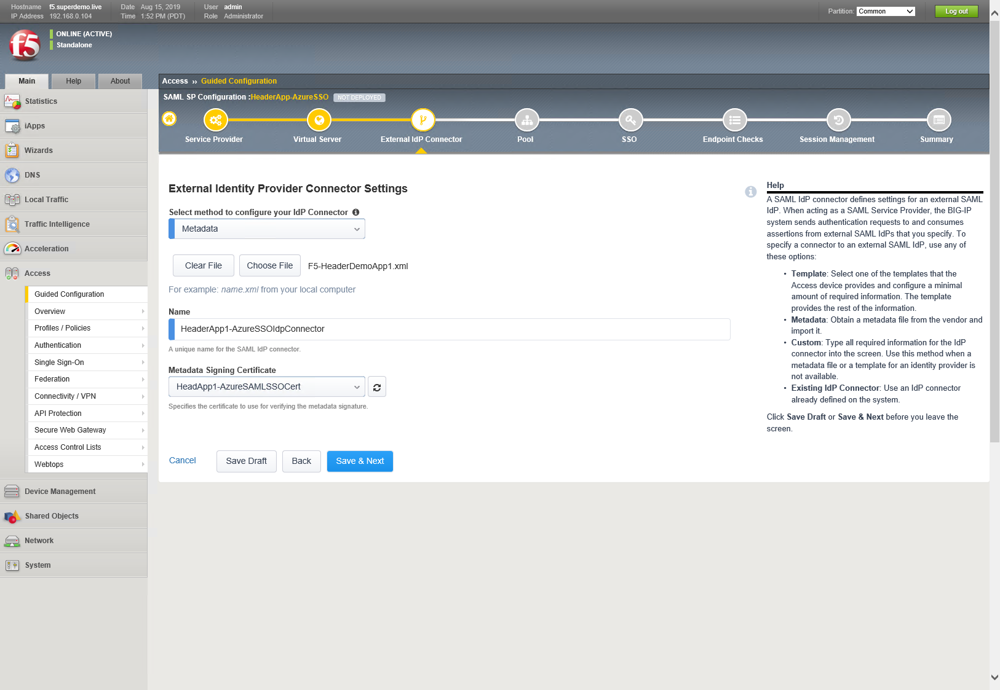 Hostname f5.superdemo.live Date Aug 15, 2019 User admin
IP Address 192.168.0.104 Time 1:52 PM (PDT) Role Administrator
Partition: Common Log out
f5
ONLINE (ACTIVE)
Standalone
Main Help About
Statistics
iApps
Wizards
DNS
Local Traffic
Traffic Intelligence
Acceleration
Access
Guided Configuration
Overview
Profiles / Policies
Authentication
Single Sign-On
Federation
Connectivity / VPN
API Protection
Secure Web Gateway
Access Control Lists
Webtops
Device Management
Shared Objects
Network
System
Access ›› Guided Configuration
SAML SP Configuration :HeaderApp-AzureSSO NOT DEPLOYED
Service Provider Virtual Server External IdP Connector Pool SSO Endpoint Checks Session Management Summary
External Identity Provider Connector Settings
Select method to configure your IdP Connector
Metadata
Clear File Choose File F5-HeaderDemoApp1.xml
For example: name.xml from your local computer
Name
HeaderApp1-AzureSSOIdpConnector
A unique name for the SAML IdP connector.
Metadata Signing Certificate
HeadApp1-AzureSAMLSSOCert
Specifies the certificate to use for verifying the metadata signature.
Cancel Save Draft Back Save & Next
Help
A SAML IdP connector defines settings for an external SAML
IdP. When acting as a SAML Service Provider, the BIG-IP
system sends authentication requests to and consumes
assertions from external SAML IdPs that you specify. To
specify a connector to an external SAML IdP, use any of
these options:
• Template: Select one of the templates that the
Access device provides and configure a minimal
amount of required information. The template
provides the rest of the information.
• Metadata: Obtain a metadata file from the vendor and
import it.
• Custom: Type all required information for the IdP
connector into the screen. Use this method when a
metadata file or a template for an identity provider is
not available.
• Existing IdP Connector: Use an IdP connector
already defined on the system.
Click Save Draft or Save & Next before you leave the
screen.